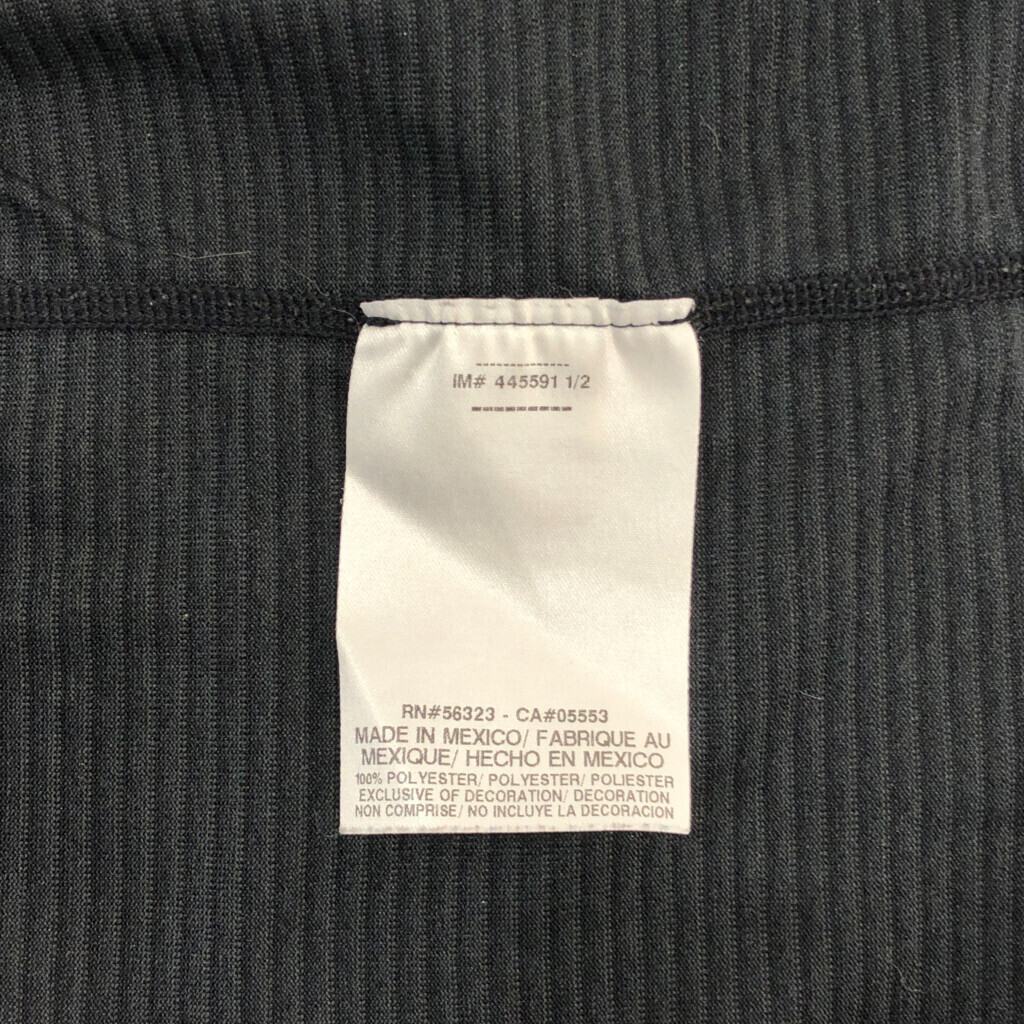 IM# 445591 1/2
RN#56323 - CA#05553
MADE IN MEXICO/ FABRIQUE AU
MEXIQUE/ HECHO EN MEXICO
100% POLYESTER/ POLYESTER/ POLIESTER
EXCLUSIVE OF DECORATION/ DECORATION
NON COMPRISE/ NO INCLUYE LA DECORACION